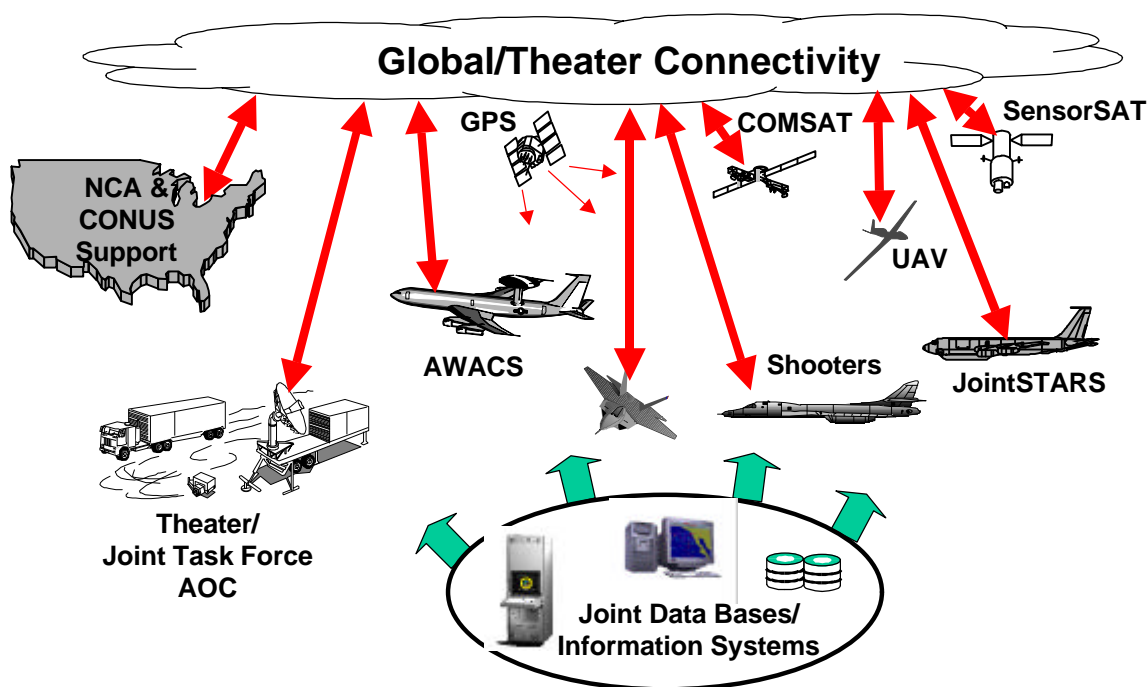 Global/Theater Connectivity
GPS
COMSAT
SensorSAT
NCA &
CONUS
Support
UAV
AWACS
Shooters
JointSTARS
Theater/
Joint Task Force
AOC
Joint Data Bases/
Information Systems